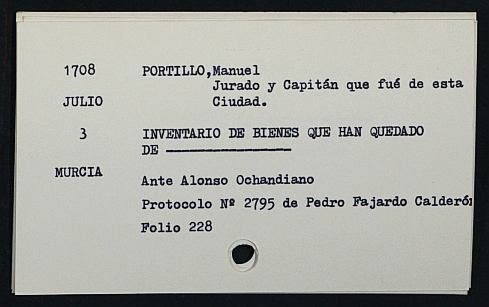 1708 PORTILLO,Manuel
Jurado y Capitán que fué de esta
JULIO Ciudad.
3 INVENTARIO DE BIENES QUE HAN QUEDADO
DE ————————
MURCIA
Ante Alonso Ochandiano
Protocolo Nº 2795 de Pedro Fajardo Calderón
Folio 228